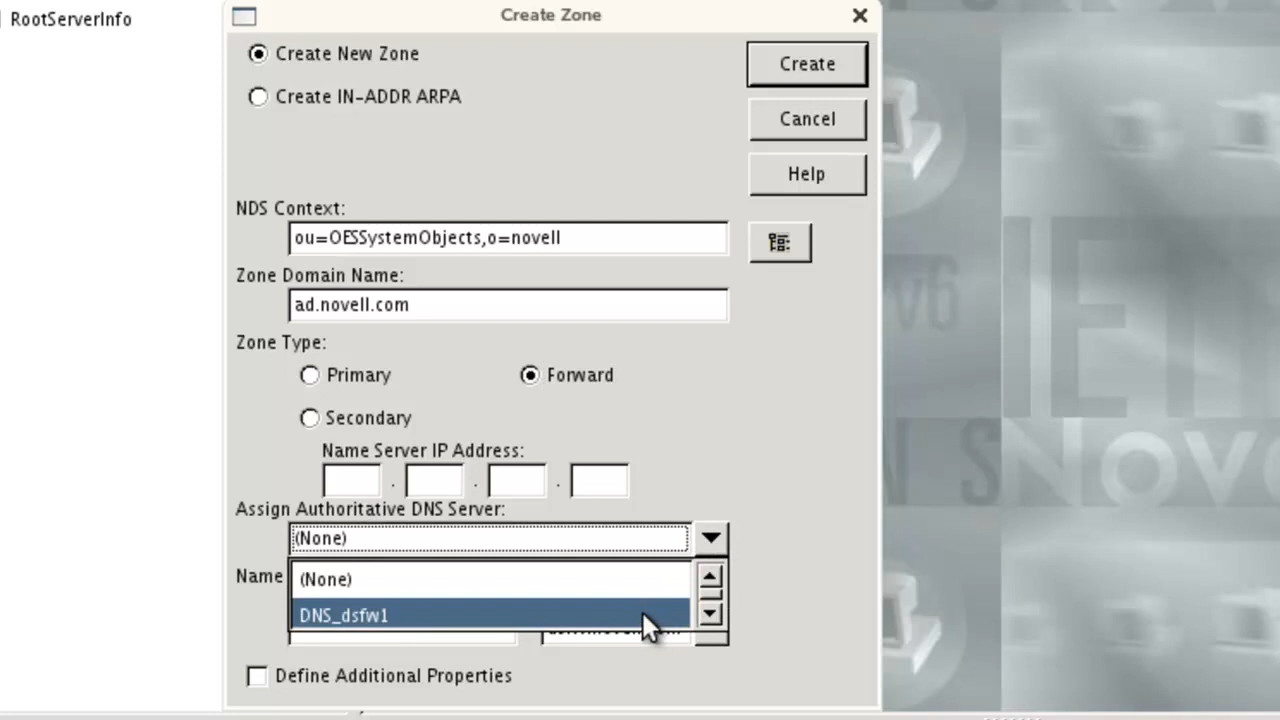 RootServerInfo
Create Zone
Create New Zone
Create
Create IN-ADDR ARPA
Cancel
Help
NDS Context:
ou=OESSystemObjects,o=novell
Zone Domain Name:
ad.novell.com
Zone Type:
Primary
Forward
Secondary
Name Server IP Address:
. . .
Assign Authoritative DNS Server:
(None)
Name
(None)
DNS_dsfw1
Define Additional Properties